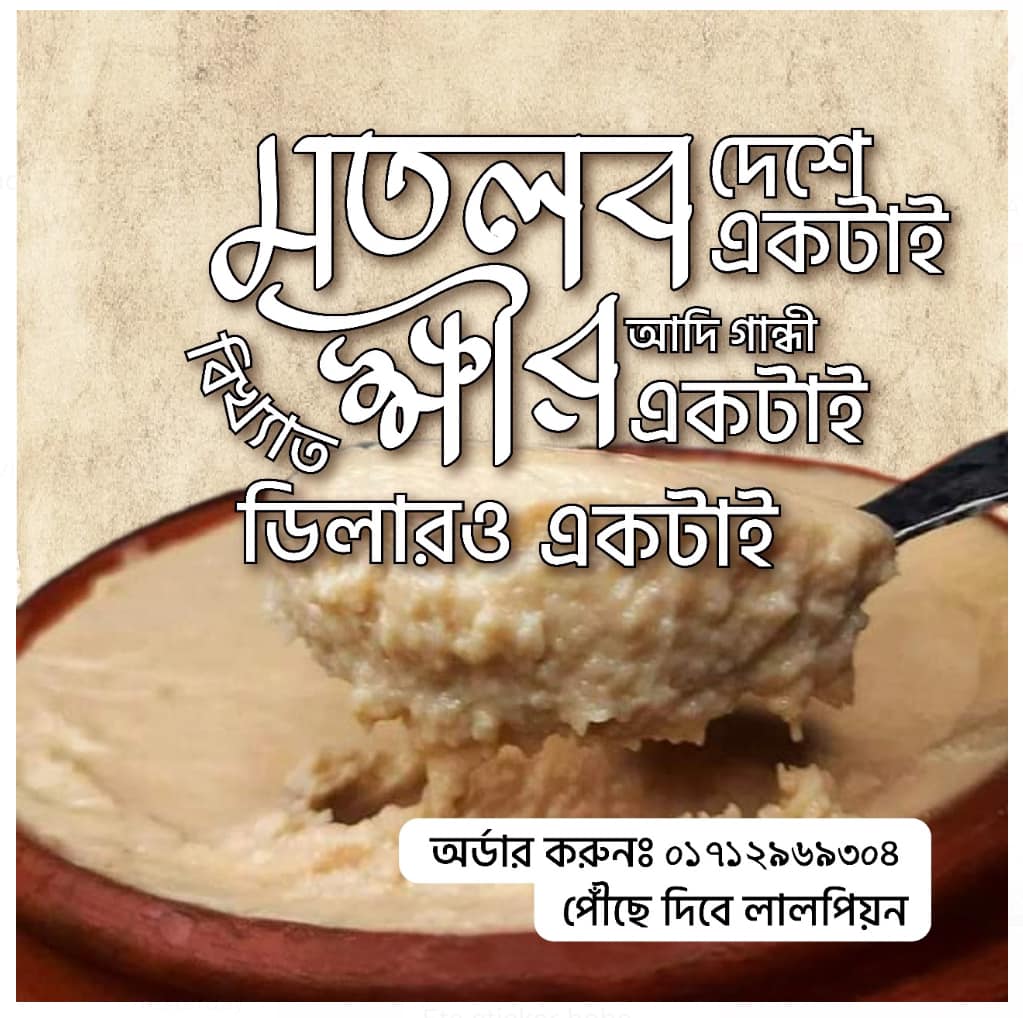 মতলব দেশে একটাই
বিখ্যাত ক্ষীর আদি গান্ধী একটাই
ডিলারও একটাই
অর্ডার করুনঃ ০১৭১২৯৬৯৩০৪
পৌঁছে দিবে লালপিয়ন